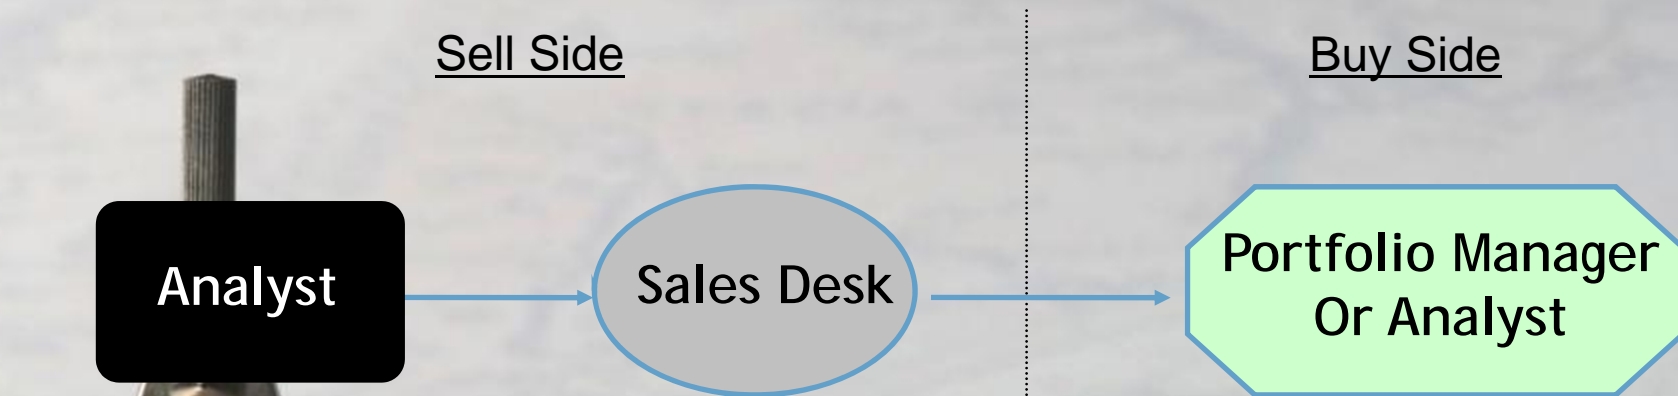 Sell Side
Buy Side
Analyst
Sales Desk
Portfolio Manager
Or Analyst